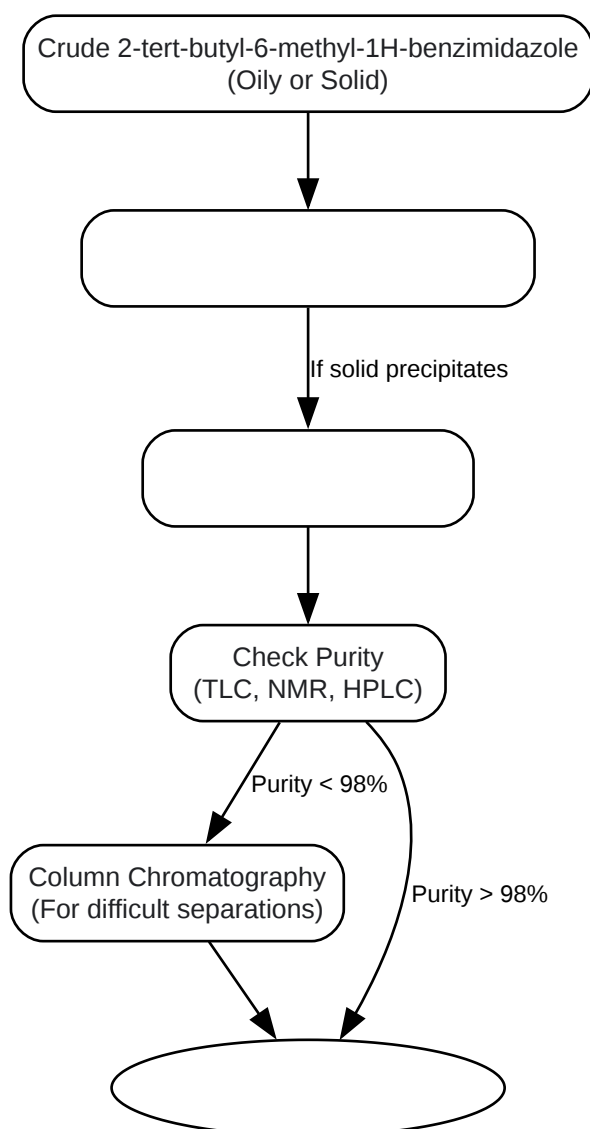 Crude 2-tert-butyl-6-methyl-1H-benzimidazole
(Oily or Solid)
If solid precipitates
Check Purity
(TLC, NMR, HPLC)
Purity < 98%
Column Chromatography
(For difficult separations)
Purity > 98%